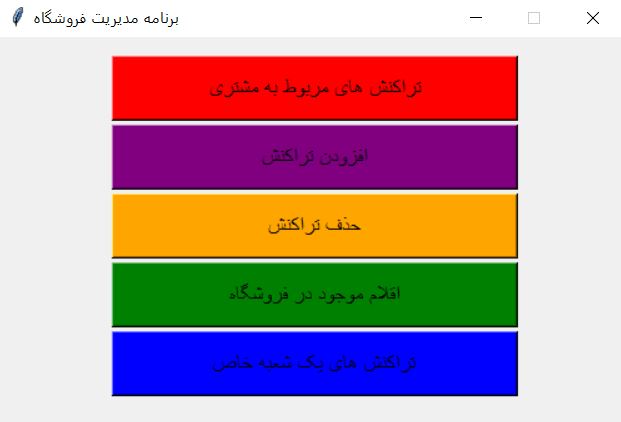 برنامه مدیریت فروشگاه
تراکنش های مربوط به مشتری
افزودن تراکنش
حذف تراکنش
اقلام موجود در فروشگاه
تراکنش های یک شعبه خاص